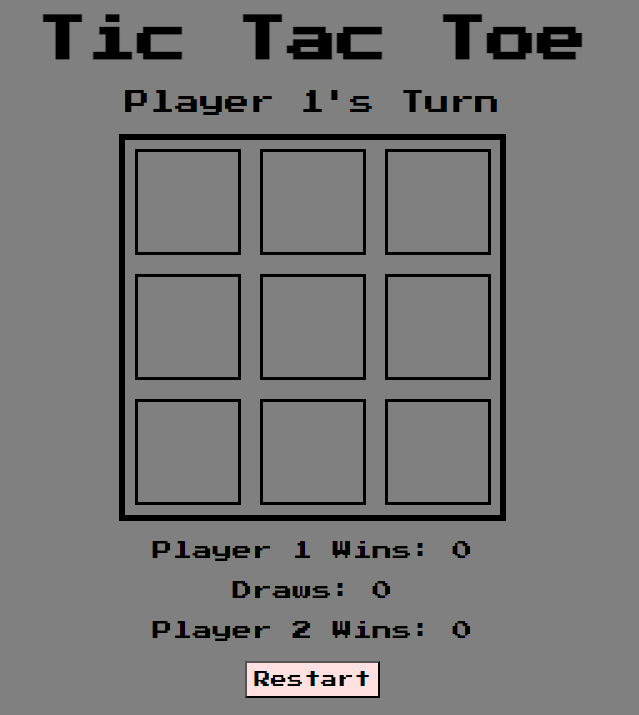 Tic Tac Toe
Player 1's Turn
Player 1 Wins: 0
Draws: 0
Player 2 Wins: 0
Restart